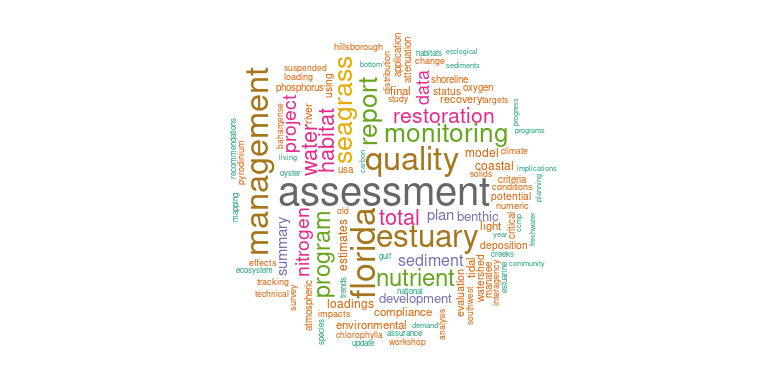 hillsborough
habitats
ecological
suspended
bottom
distribution
application
attenuation
change
sediments
loading
using
seagrass
phosphorus
report
final
data
shoreline
oxygen
status
study
recovery
targets
progress
management
project
bahamense
river
water
habitat
restoration
monitoring
programs
recommendations
pyrodinium
living
oyster
usa
carbon
quality
model
climate
coastal
implications
solids
criteria
conditions
planning
assessment
potential
numeric
mapping
summary
nitrogen
program
old
estimates
florida
total
plan
benthic
light
critical
ccmp
freshwater
estuary
year
deposition
gulf
sediment
creeks
effects
ecosystem
tidal
watershed
manatee
interagency
estuarine
community
tracking
technical
survey
atmospheric
trends
nutrient
national
development
evaluation
southwest
loadings
impacts
compliance
species
environmental
demand
analysis
chlorophylla
assurance
update
workshop